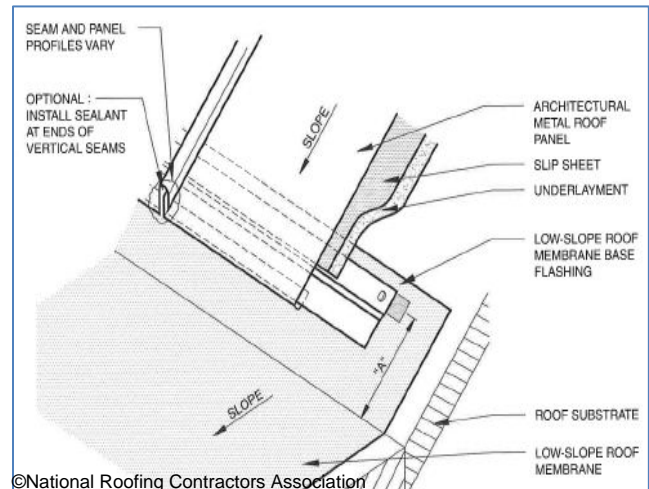 SEAM AND PANEL
PROFILES VARY
OPTIONAL :
INSTALL SEALANT
AT ENDS OF
VERTICAL SEAMS
SLOPE
ARCHITECTURAL
METAL ROOF
PANEL
SLIP SHEET
UNDERLAYMENT
LOW-SLOPE ROOF
MEMBRANE BASE
FLASHING
"A"
SLOPE
ROOF SUBSTRATE
LOW-SLOPE ROOF
MEMBRANE
©National Roofing Contractors Association